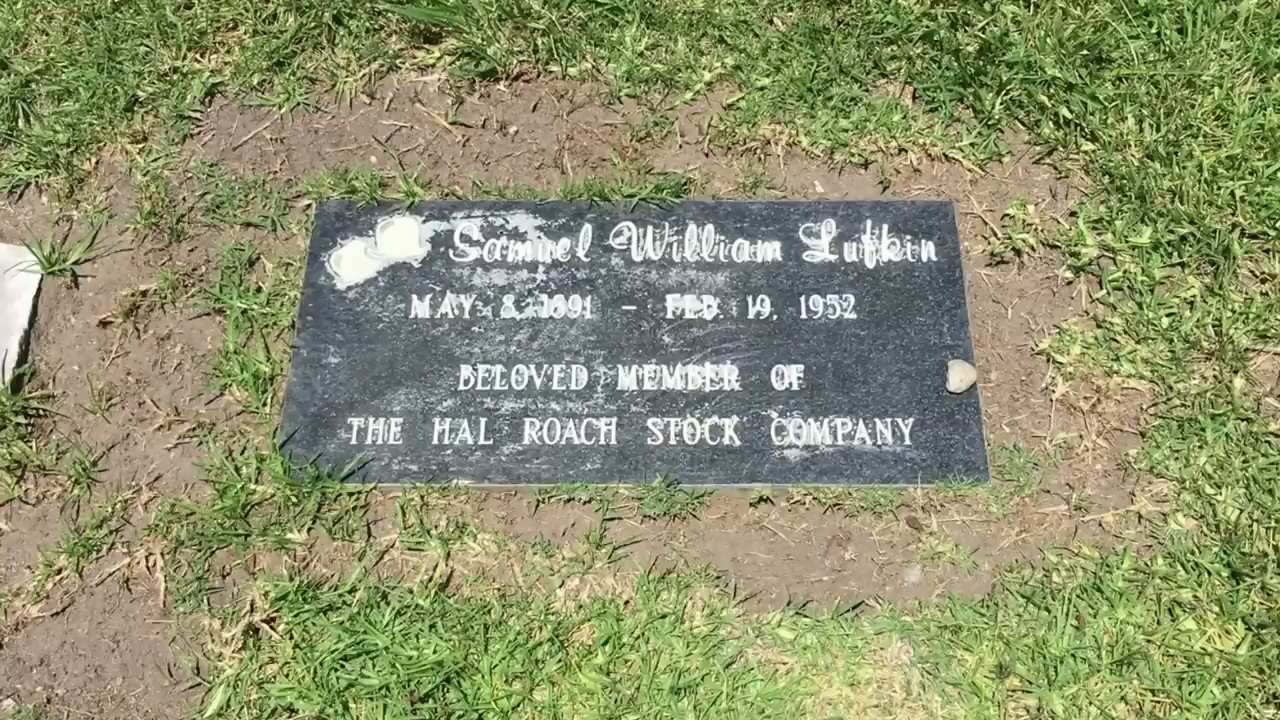 Samuel William Lufkin
MAY 8, 1891 – FEB. 19, 1952
BELOVED MEMBER OF
THE HAL ROACH STOCK COMPANY